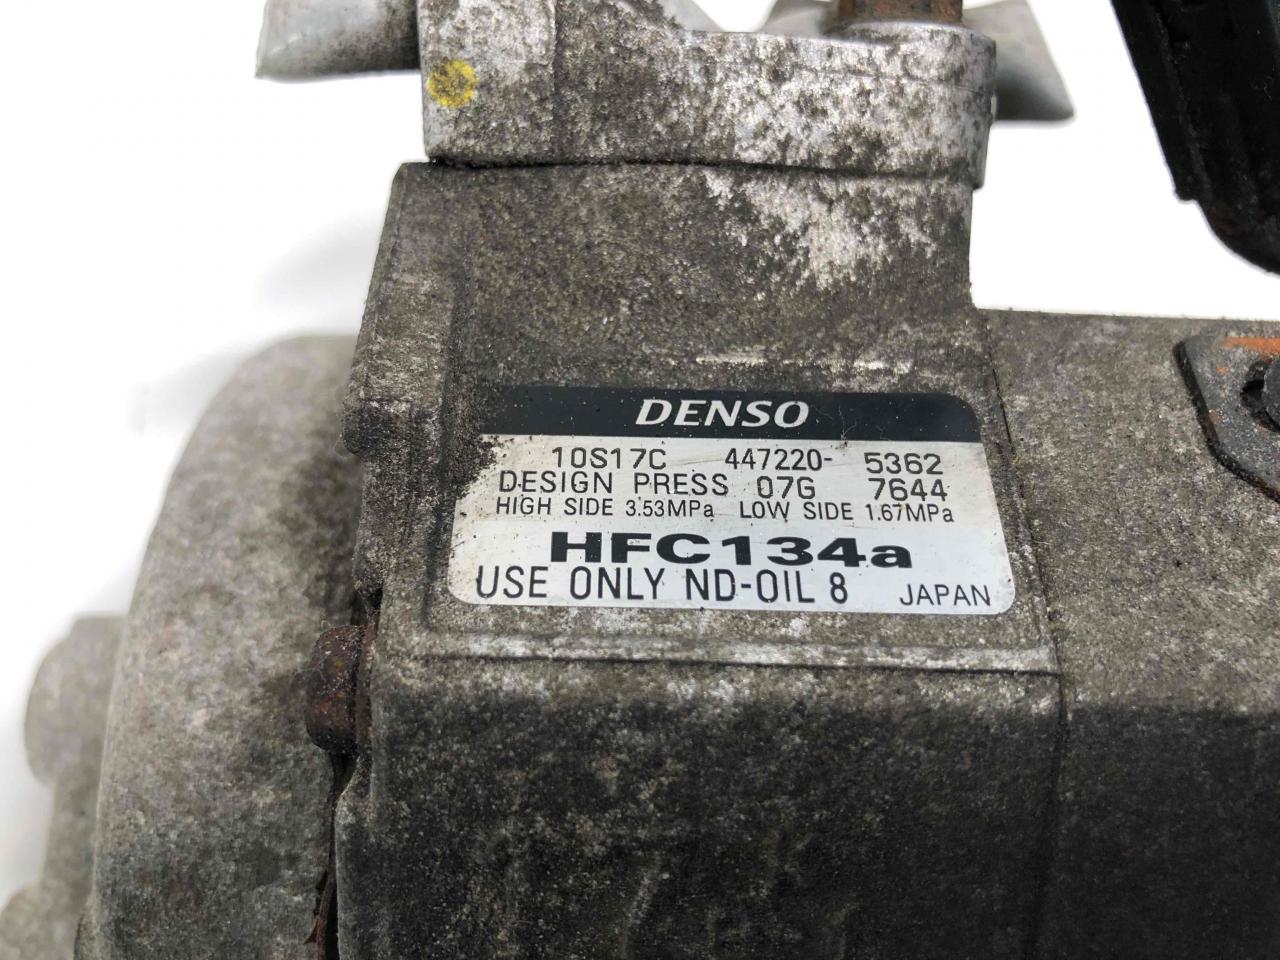 DENSO
10S17C 447220- 5362
DESIGN PRESS 07G 7644
HIGH SIDE 3.53MPa LOW SIDE 1.67MPa
HFC134a
USE ONLY ND-OIL 8 JAPAN